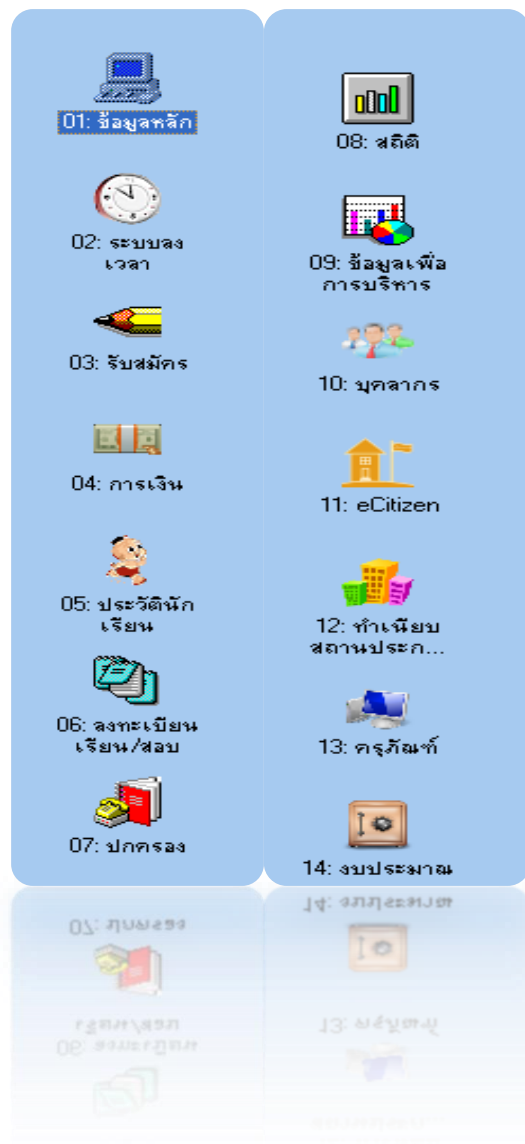 01: ข้อมูลหลัก
02: ระบบลง
เวลา
03: รับสมัคร
04: การเงิน
05: ประวัตินัก
เรียน
06: ลงทะเบียน
เรียน/สอบ
07: ปกครอง
08: สถิติ
09: ข้อมูลเพื่อ
การบริหาร
10: บุคลากร
11: eCitizen
12: ทำเนียบ
สถานประก...
13: ครุภัณฑ์
14: งบประมาณ